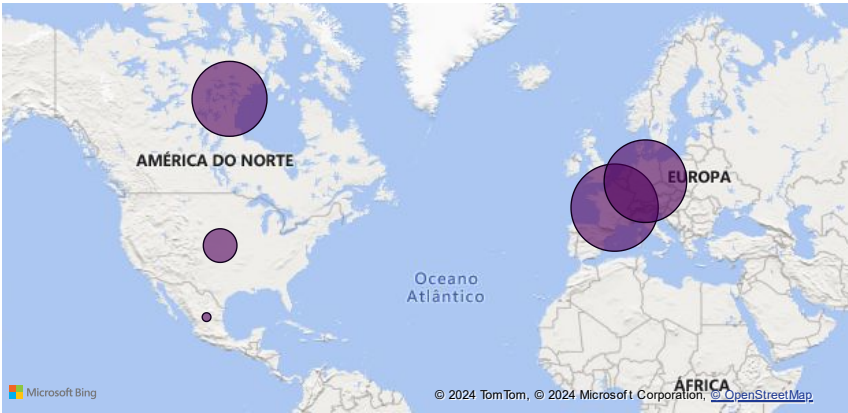 AMÉRICA DO NORTE
EUROPA
Oceano
Atlântico
ÁFRICA
Microsoft Bing
© 2024 TomTom, © 2024 Microsoft Corporation, © OpenStreetMap